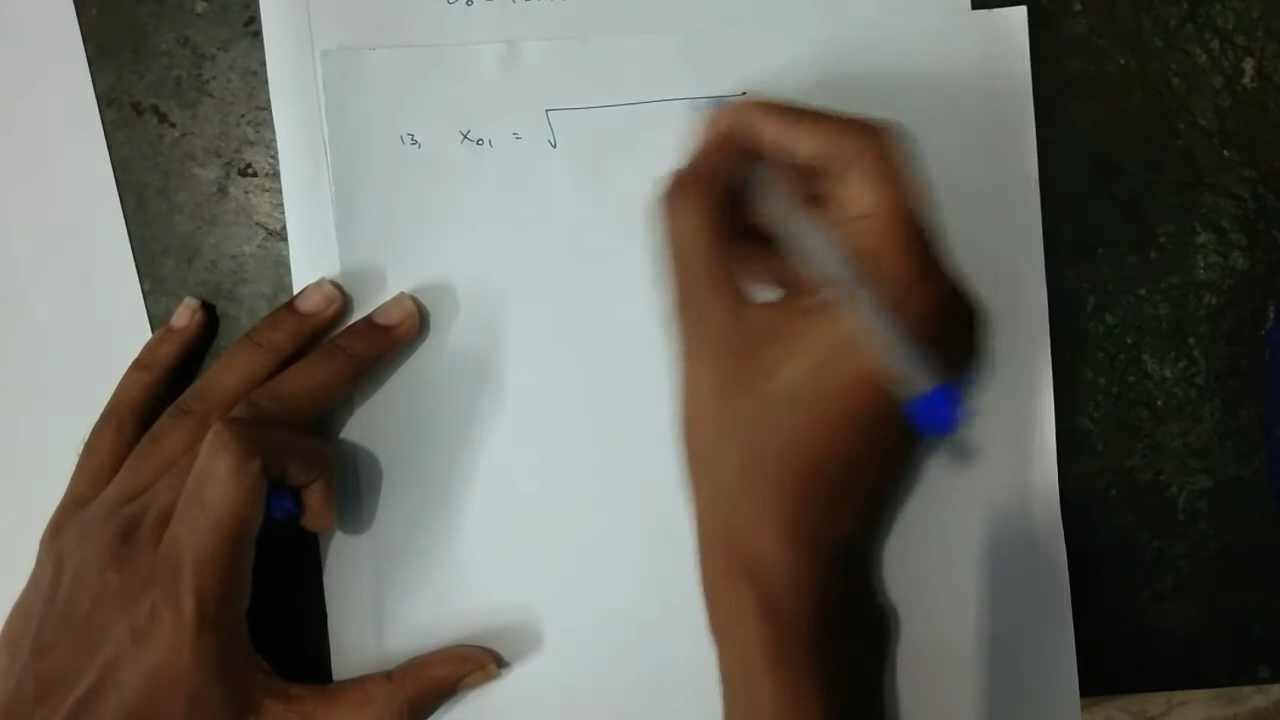 13, X₀₁ = √